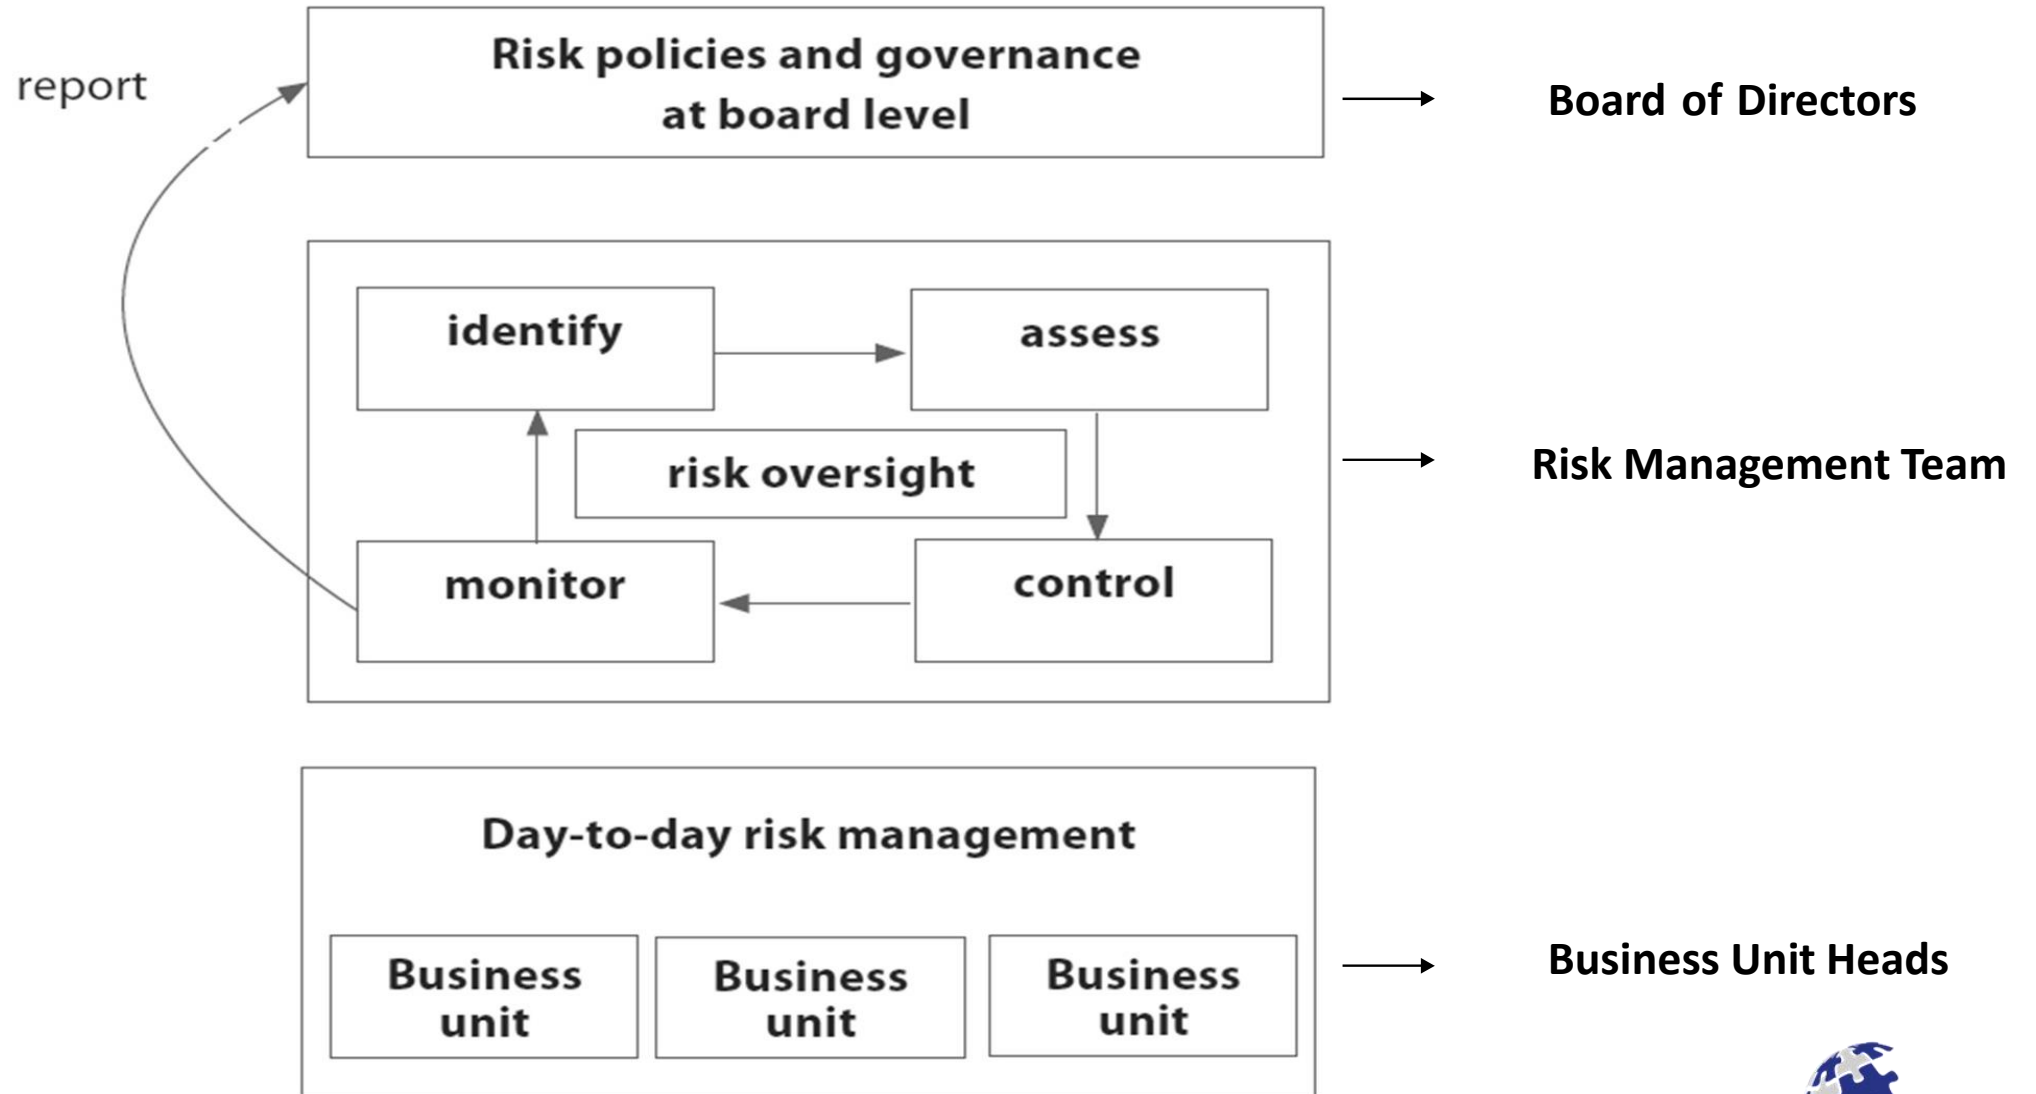 report
Risk policies and governance
at board level
Board of Directors
identify
assess
risk oversight
Risk Management Team
monitor
control
Day-to-day risk management
Business
unit
Business
unit
Business
unit
Business Unit Heads